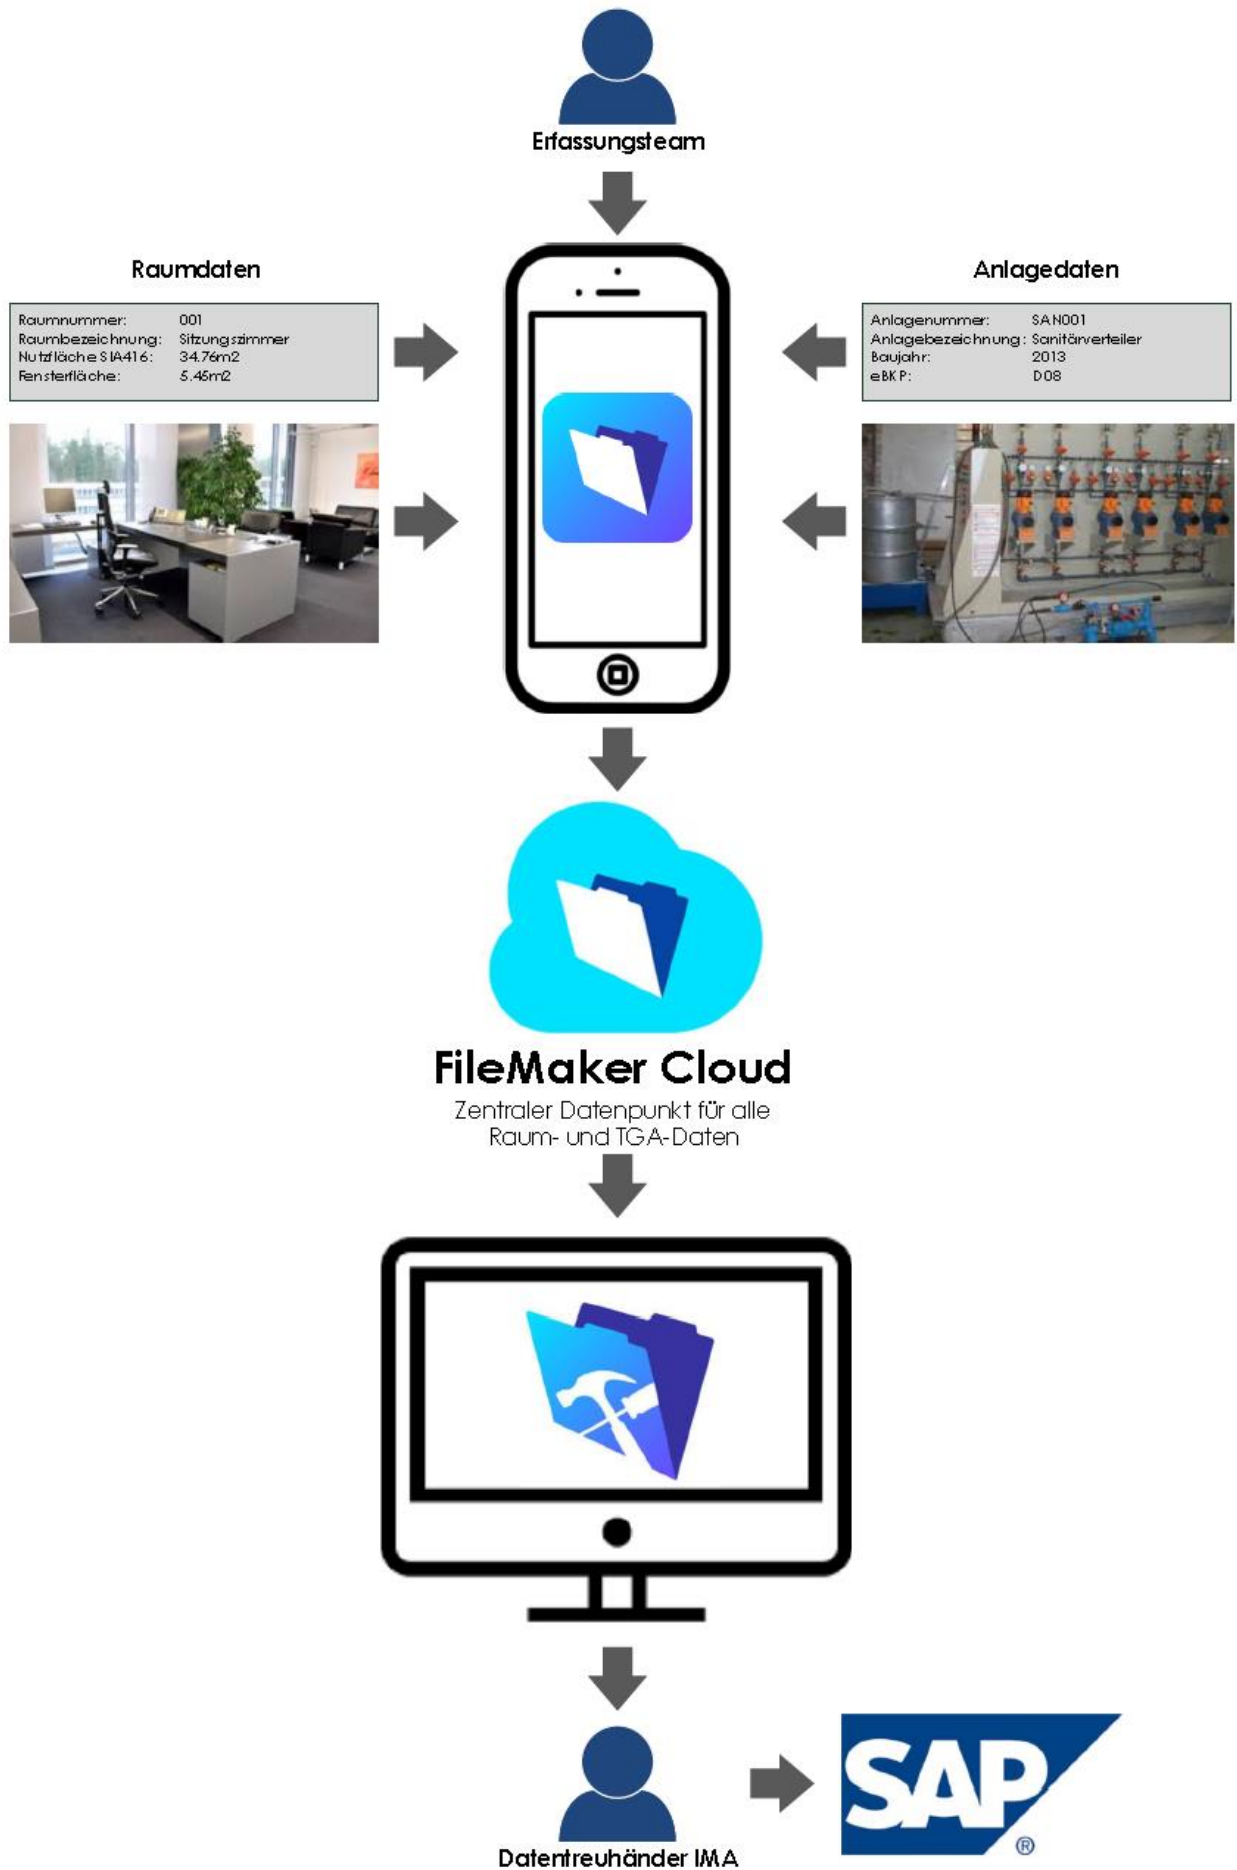 Erfassungsteam
Raumdaten
Raumnummer: 001
Raumbezeichnung: Sitzungszimmer
Nutzfläche SIA416: 34.76m2
Fensterfläche: 5.45m2
Anlagedaten
Anlagenummer: SAN001
Anlagebezeichnung: Sanitärverteiler
Baujahr: 2013
eBKP: D08
FileMaker Cloud
Zentraler Datenpunkt für alle
Raum- und TGA-Daten
SAP
®
Datentreuhänder IMA